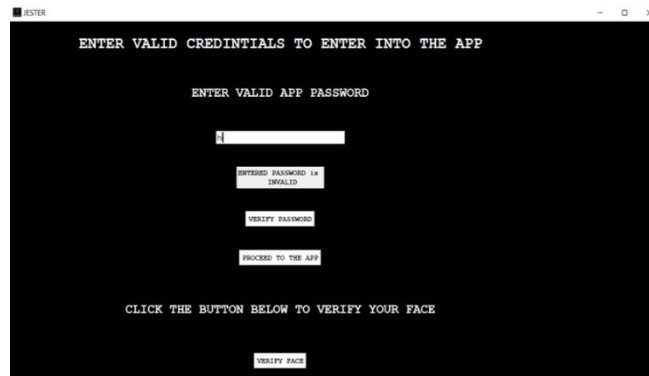 JESTER
ENTER VALID CREDINTIALS TO ENTER INTO THE APP
ENTER VALID APP PASSWORD
ENTERED PASSWORD is
INVALID
VERIFY PASSWORD
PROCEED TO THE APP
CLICK THE BUTTON BELOW TO VERIFY YOUR FACE
VERIFY FACE